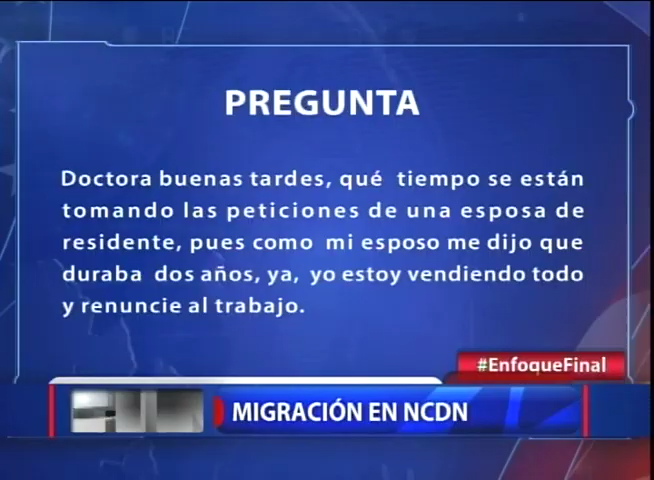 PREGUNTA
Doctora buenas tardes, qué tiempo se están
tomando las peticiones de una esposa de
residente, pues como mi esposo me dijo que
duraba dos años, ya, yo estoy vendiendo todo
y renuncie al trabajo.
#EnfoqueFinal
MIGRACIÓN EN NCDN